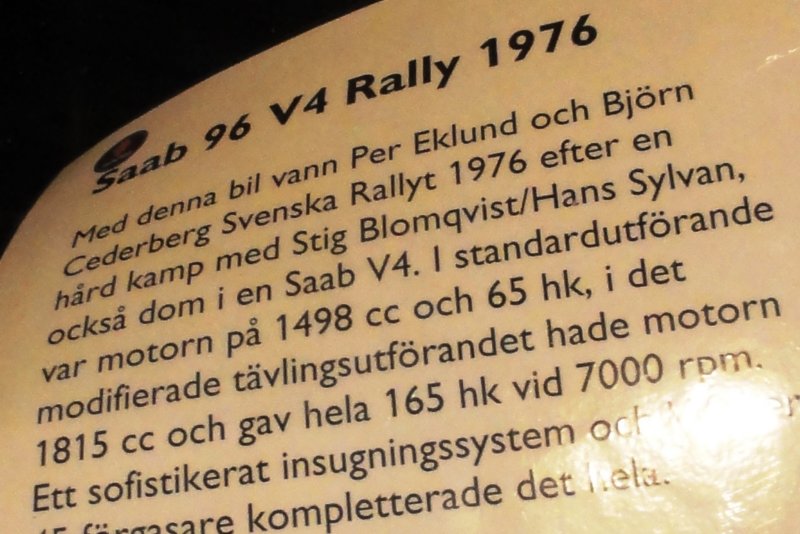 Saab 96 V4 Rally 1976
Med denna bil vann Per Eklund och Björn
Cederberg Svenska Rallyt 1976 efter en
hård kamp med Stig Blomqvist/Hans Sylvan,
också dom i en Saab V4. I standardutförande
var motorn på 1498 cc och 65 hk, i det
modifierade tävlingsutförandet hade motorn
1815 cc och gav hela 165 hk vid 7000 rpm.
Ett sofistikerat insugningssystem och
förgasare kompletterade det hela.